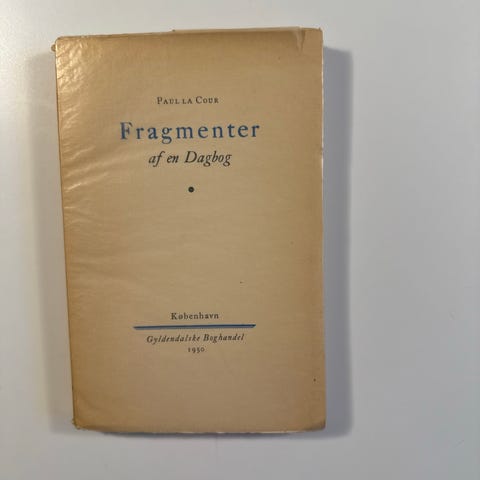 Paul la Cour
Fragmenter
af en Dagbog
København
Gyldendalske Boghandel
1950